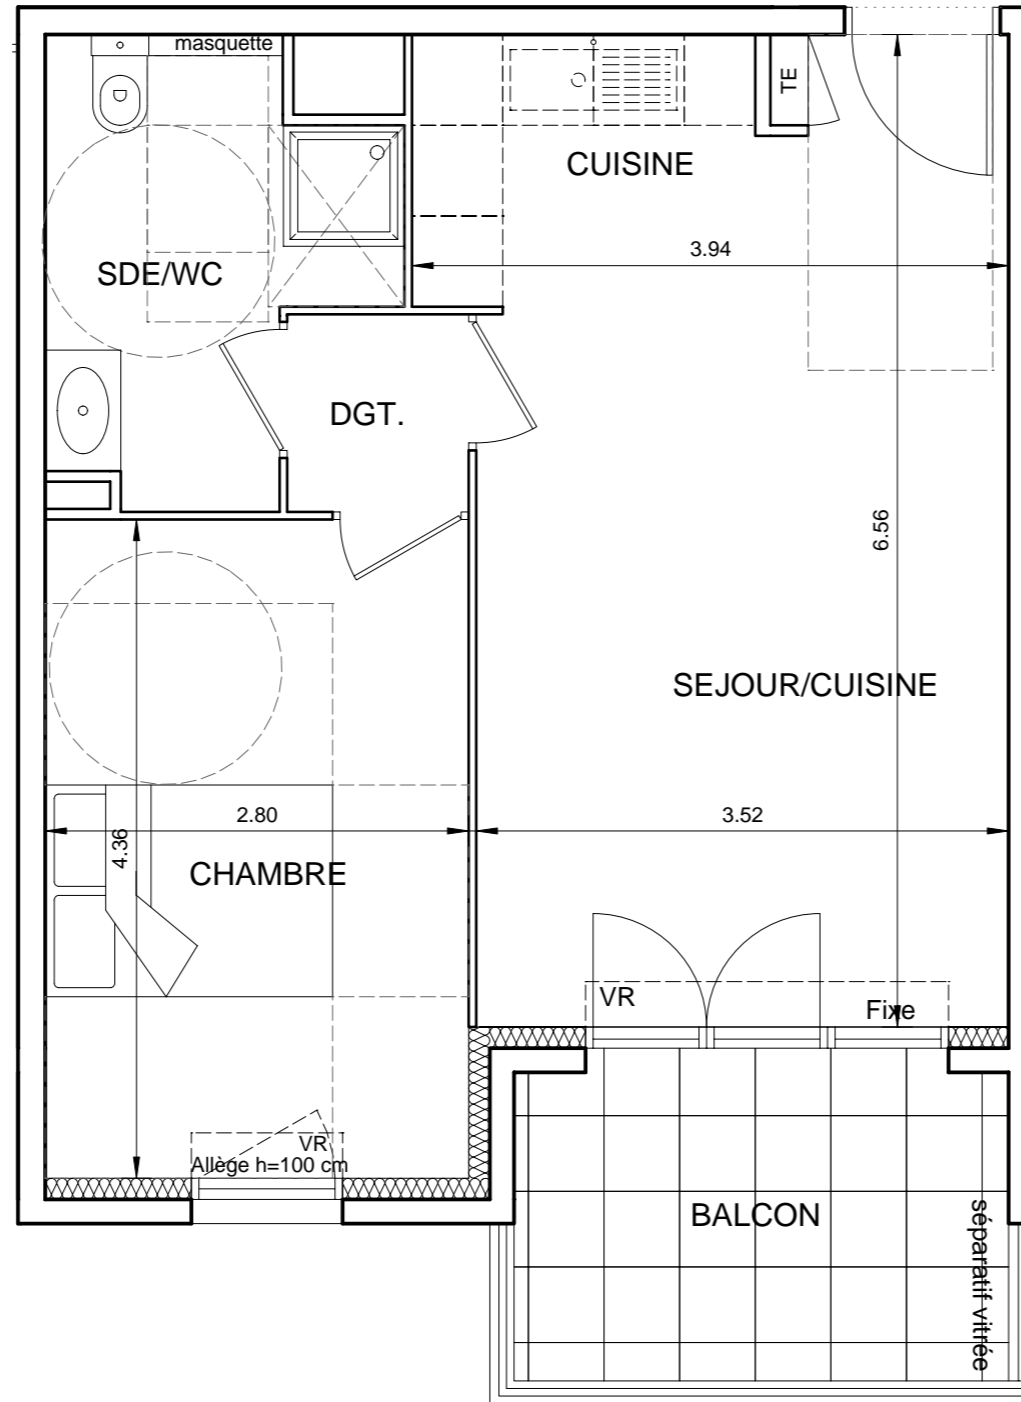 masquette
TE
CUISINE
3.94
SDE/WC
DGT.
6.56
SEJOUR/CUISINE
2.80
3.52
4.36
CHAMBRE
VR
Fixe
VR
Allège h=100 cm
BALCON
séparatif vitrée